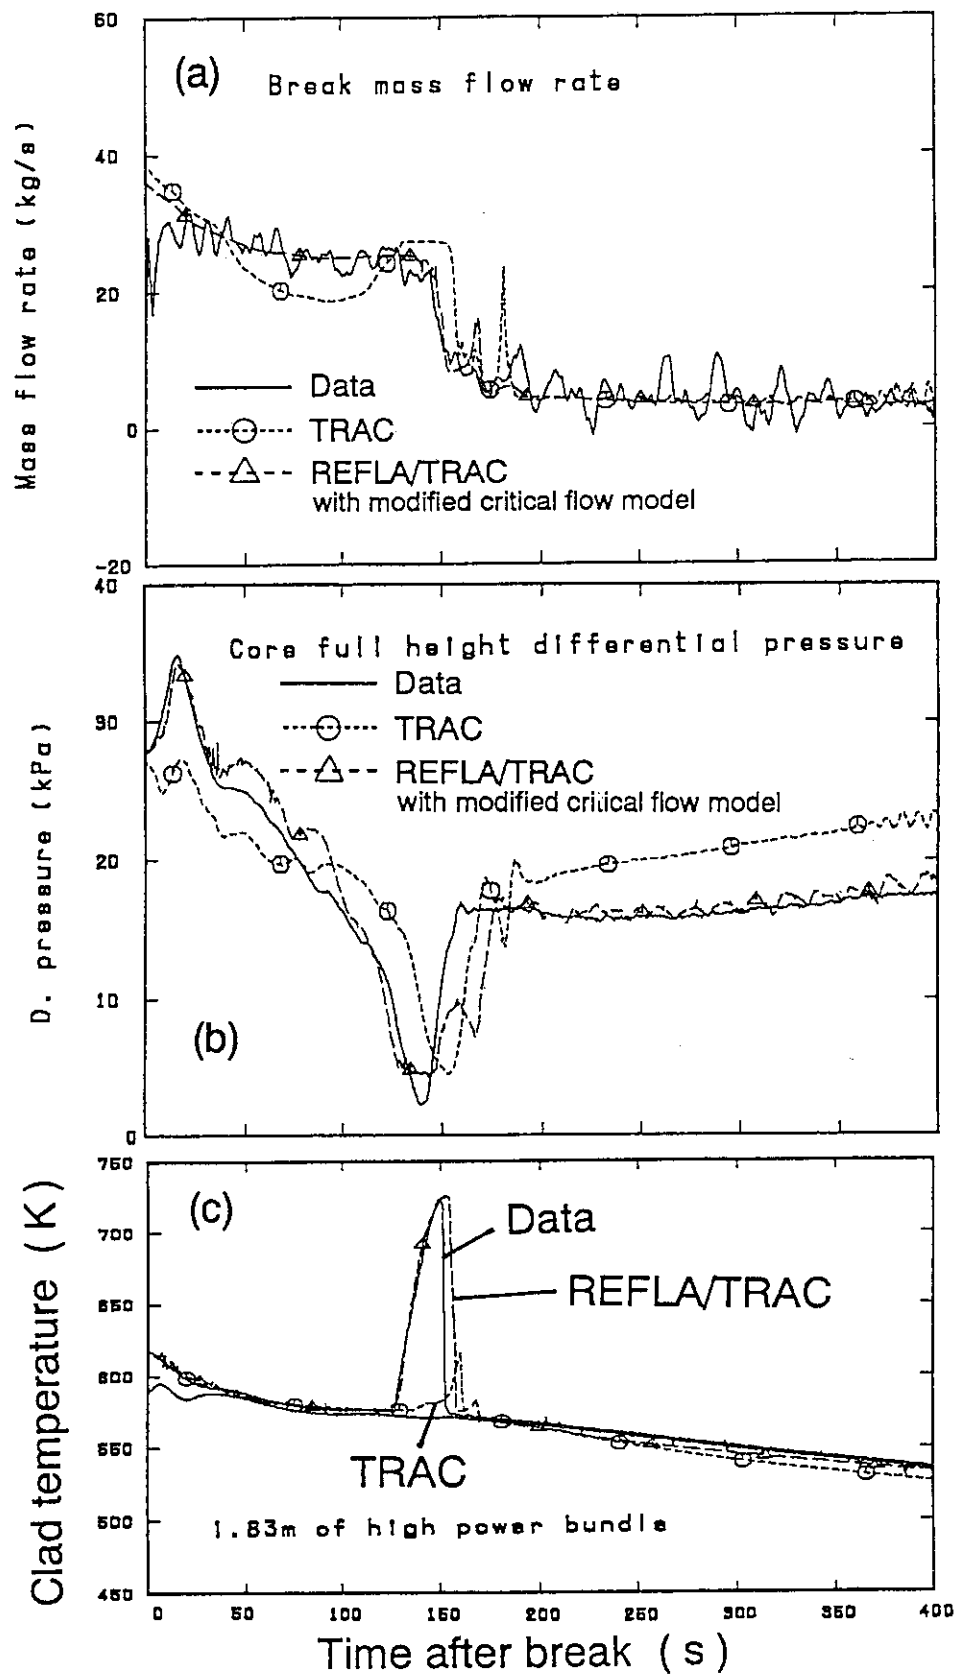 60
(a) Break mass flow rate
40
20
0
-20
Mass flow rate (kg/s)
Data
TRAC
REFLA/TRAC
with modified critical flow model
40
Core full height differential pressure
Data
TRAC
REFLA/TRAC
with modified critical flow model
30
20
10
0
D. pressure (kPa)
(b)
750
(c)
700
650
600
550
500
450
Clad temperature (K)
Data
REFLA/TRAC
TRAC
1.83m of high power bundle
0 50 100 150 200 250 300 350 400
Time after break (s)